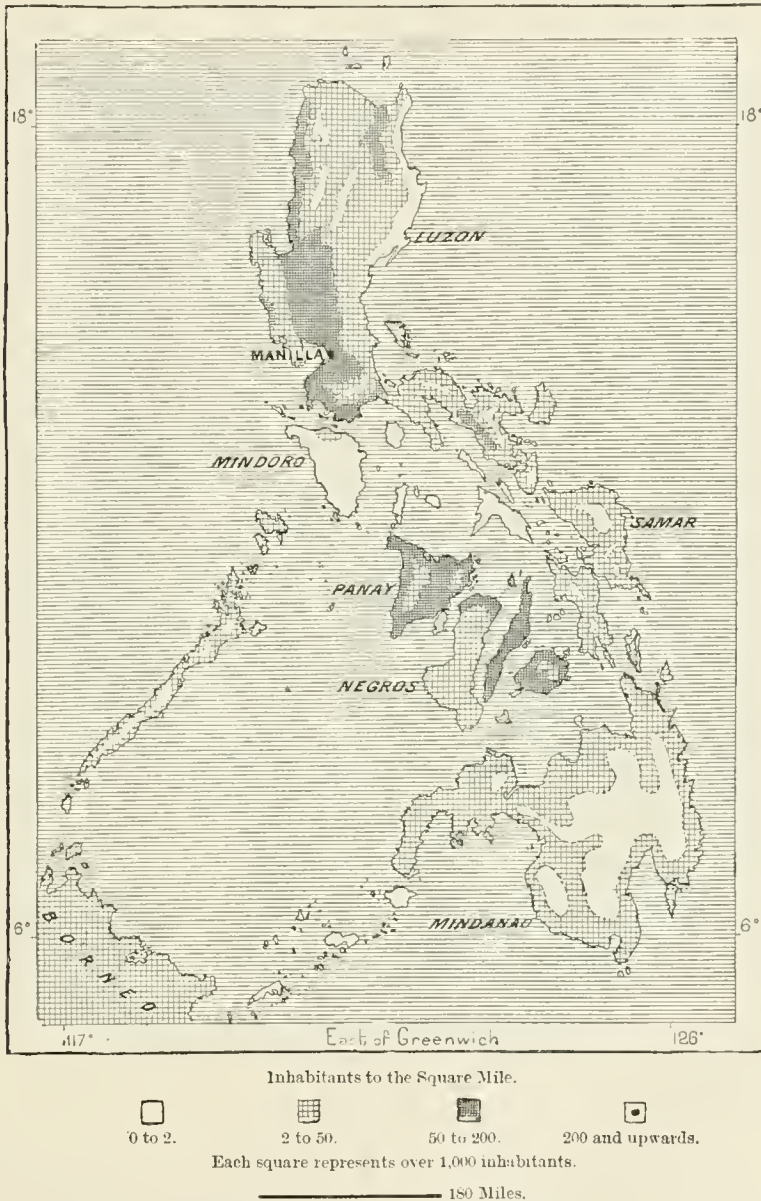 18° 18°
LUZON
MANILLA
MINDORO
SAMAR
PANAY
NEGROS
MINDANAO
6° 6°
BORNEO
117° East of Greenwich 126°
Inhabitants to the Square Mile.
0 to 2. 2 to 50. 50 to 200. 200 and upwards.
Each square represents over 1,000 inhabitants.
180 Miles.